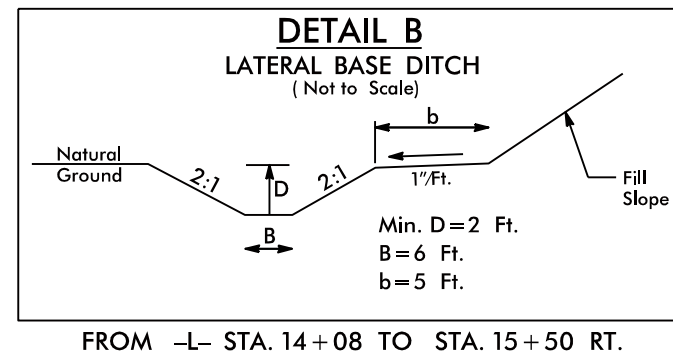 DETAIL B
LATERAL BASE DITCH
(Not to Scale)
b
Natural
Ground
2:1
D
2:1
1"/Ft.
Fill
Slope
B
Min. D=2 Ft.
B=6 Ft.
b=5 Ft.
FROM -L- STA. 14+08 TO STA. 15+50 RT.